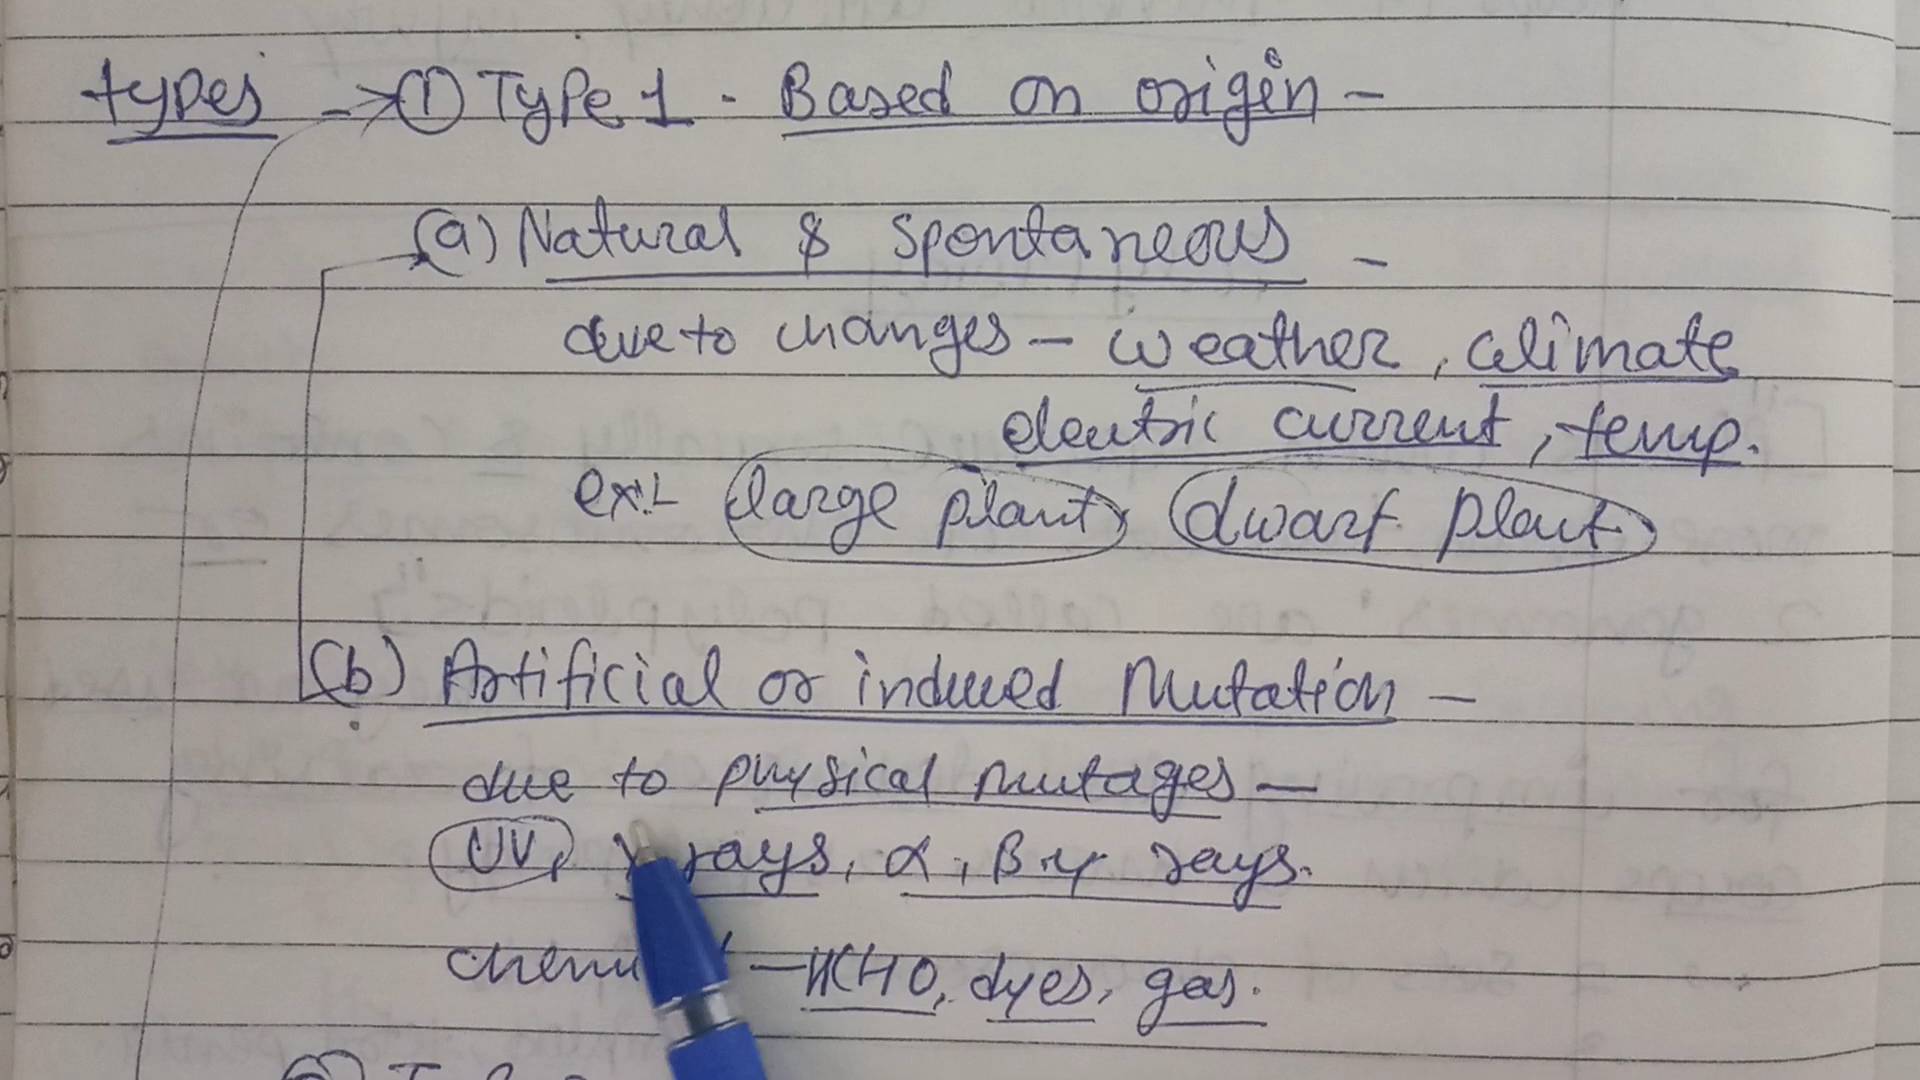 types → ① Type 1 - Based on origin -
(a) Natural & spontaneous -
due to changes - weather, climate
electric current, temp.
ex:- large plant, dwarf plant
(b) Artificial or induced Mutation -
due to physical mutages -
UV, rays, α, β, γ rays.
- HCHO, dyes, gas.